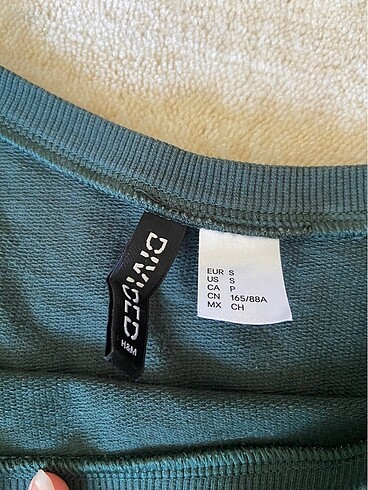 DIVIDED
H&M
EUR S
US S
CA P
CN 165/88A
MX CH